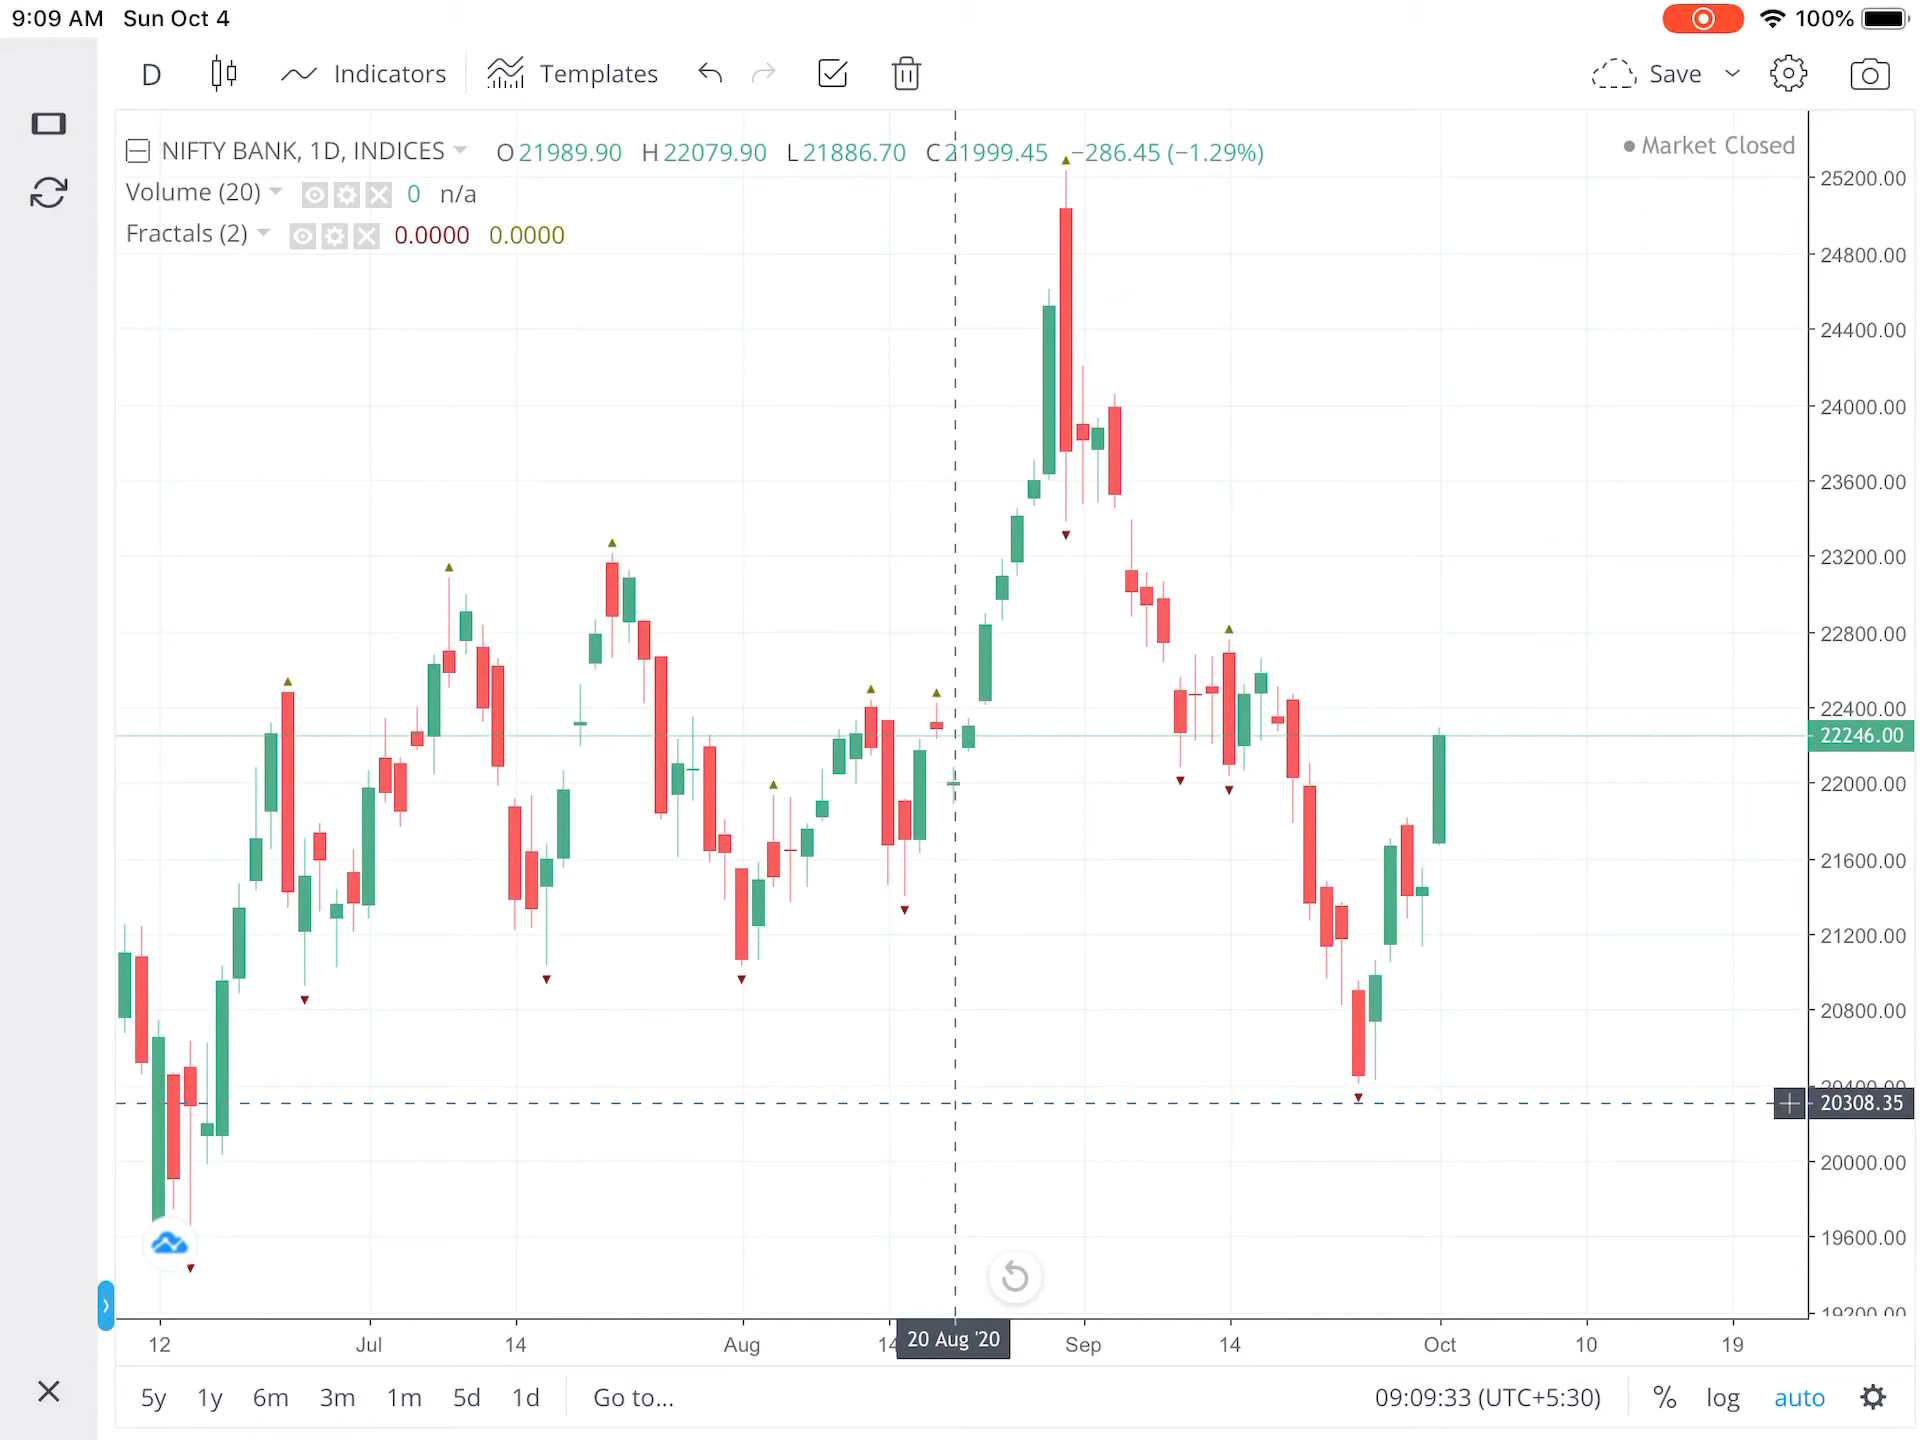 9:09 AM Sun Oct 4
100%
D Indicators Templates Save
NIFTY BANK, 1D, INDICES O21989.90 H22079.90 L21886.70 C21999.45 −286.45 (−1.29%)
Market Closed
Volume (20) 0 n/a
Fractals (2) 0.0000 0.0000
25200.00
24800.00
24400.00
24000.00
23600.00
23200.00
22800.00
22400.00
22246.00
22000.00
21600.00
21200.00
20800.00
20400.00
20308.35
20000.00
19600.00
19200.00
12 Jul 14 Aug 14 20 Aug '20 Sep 14 Oct 10 19
5y 1y 6m 3m 1m 5d 1d Go to... 09:09:33 (UTC+5:30) % log auto